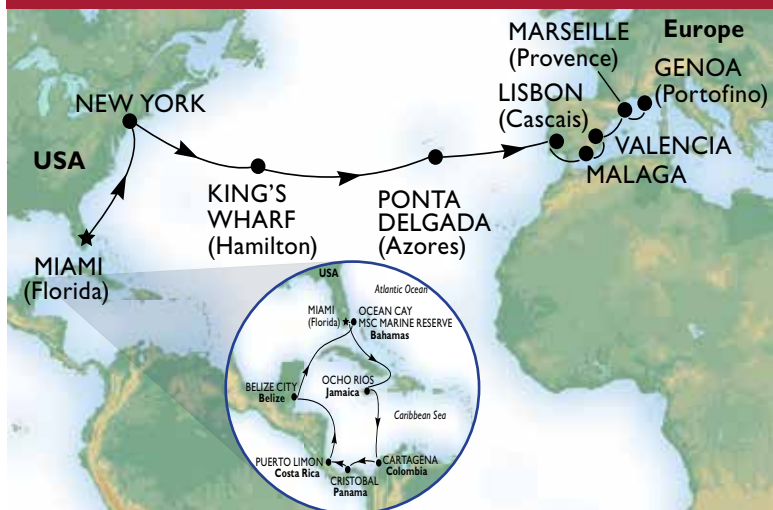 MARSEILLE
(Provence)
Europe
GENOA
(Portofino)
LISBON
(Cascais)
NEW YORK
VALENCIA
MALAGA
USA
KING'S
WHARF
(Hamilton)
PONTA
DELGADA
(Azores)
MIAMI
(Florida)
USA
Atlantic Ocean
MIAMI
(Florida)
OCEAN CAY
MSC MARINE RESERVE
Bahamas
BELIZE CITY
Belize
OCHO RIOS
Jamaica
Caribbean Sea
PUERTO LIMON
Costa Rica
CRISTOBAL
Panama
CARTAGENA
Colombia